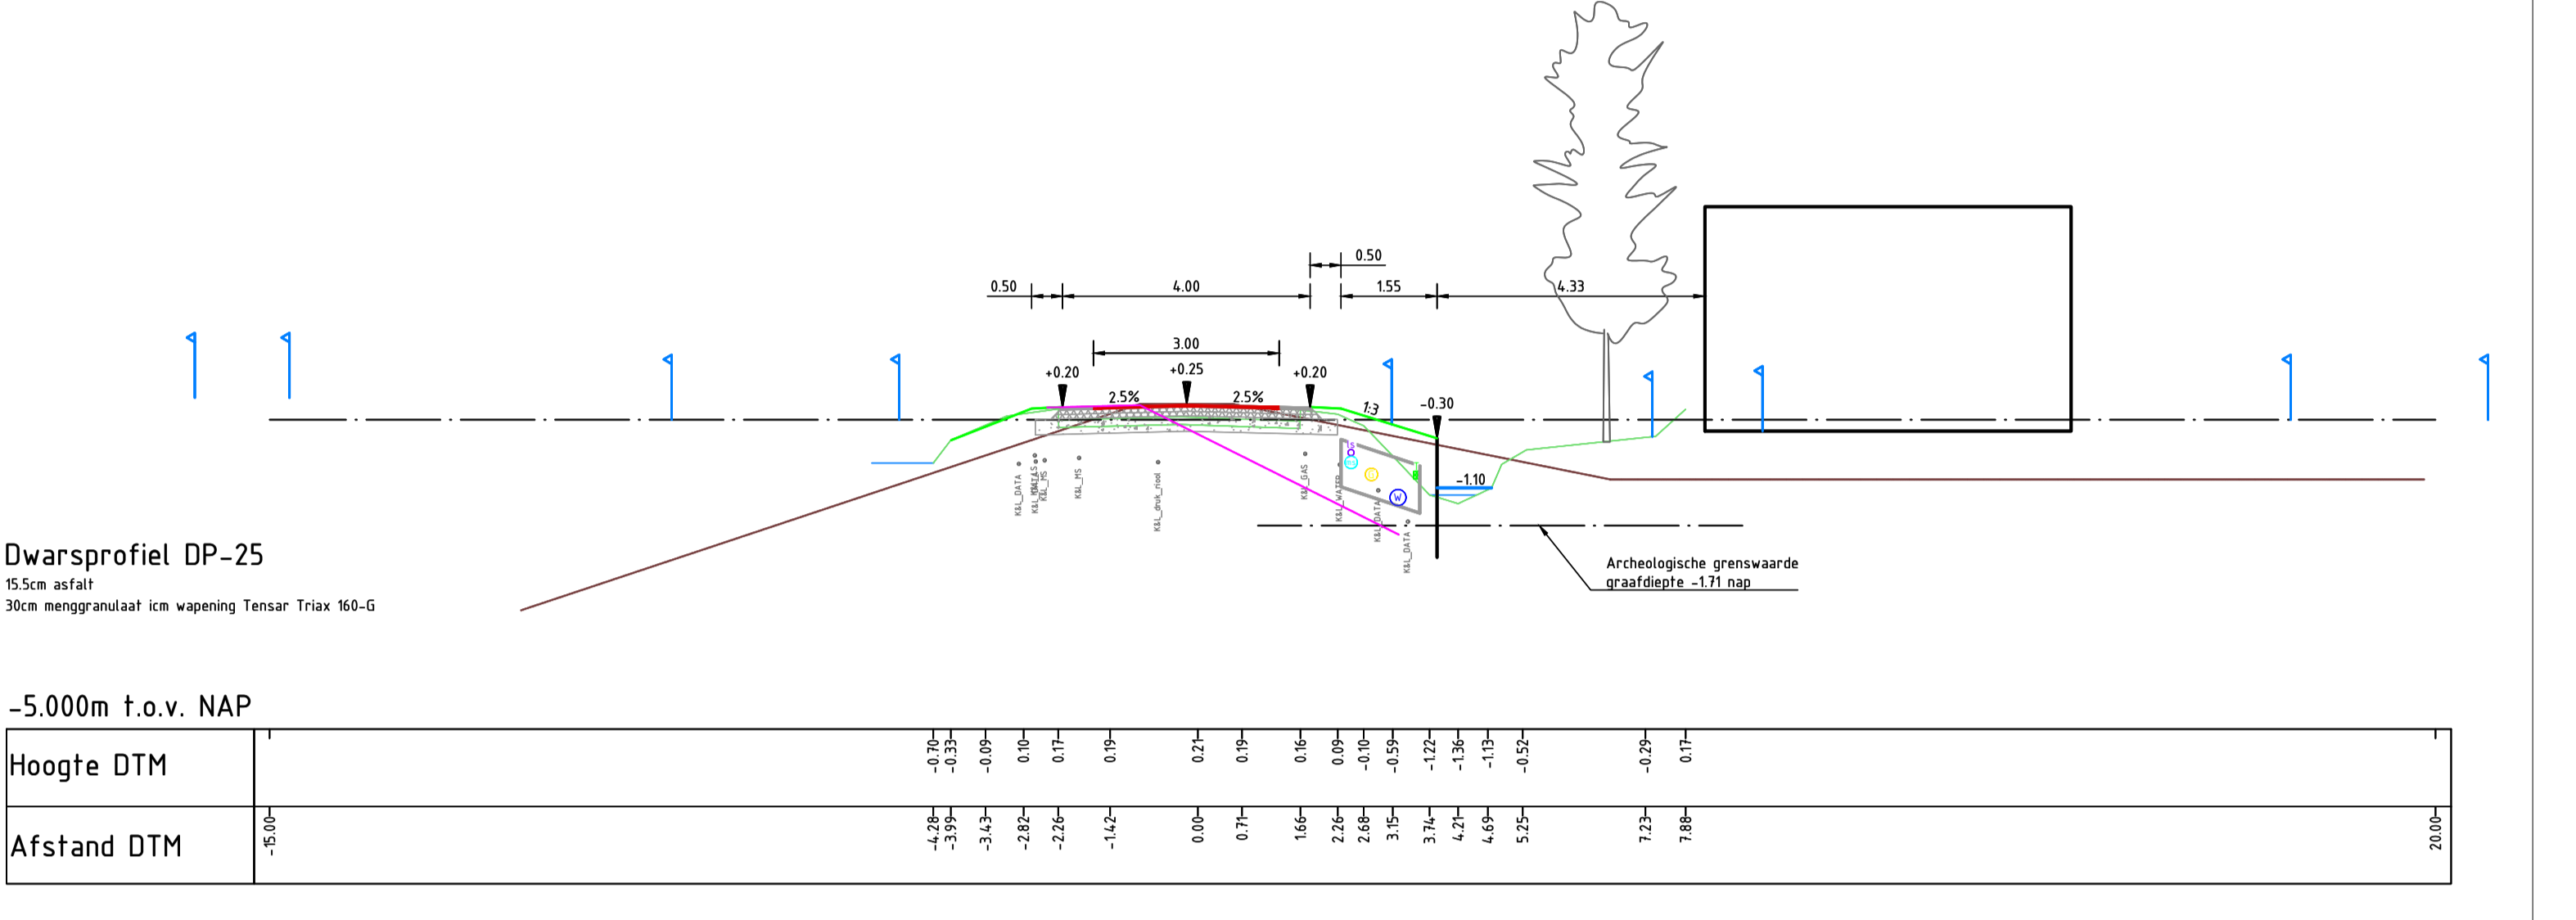 0.50
0.50
4.00
1.55
4.33
3.00
+0.20
+0.25
+0.20
2.5%
2.5%
1:3
-0.30
LS
W
-1.10
K&L_DATA
K&L_MS
K&L_MS
K&L_druk_riool
K&L_GAS
K&L_WATER
K&L_DATA
K&L_DATA
Archeologische grenswaarde
graafdiepte -1.71 nap
Dwarsprofiel DP-25
15.5cm asfalt
30cm menggranulaat icm wapening Tensar Triax 160-G
-5.000m t.o.v. NAP
Hoogte DTM
-0.70 -0.33 -0.09 0.10 0.17 0.19 0.21 0.19 0.16 0.09 -0.10 -0.59 -1.22 -1.36 -1.13 -0.52 -0.29 0.17
Afstand DTM
-15.00 -4.28 -3.99 -3.43 -2.82 -2.26 -1.42 0.00 0.71 1.66 2.26 2.68 3.15 3.74 4.21 4.69 5.25 7.23 7.88 20.00